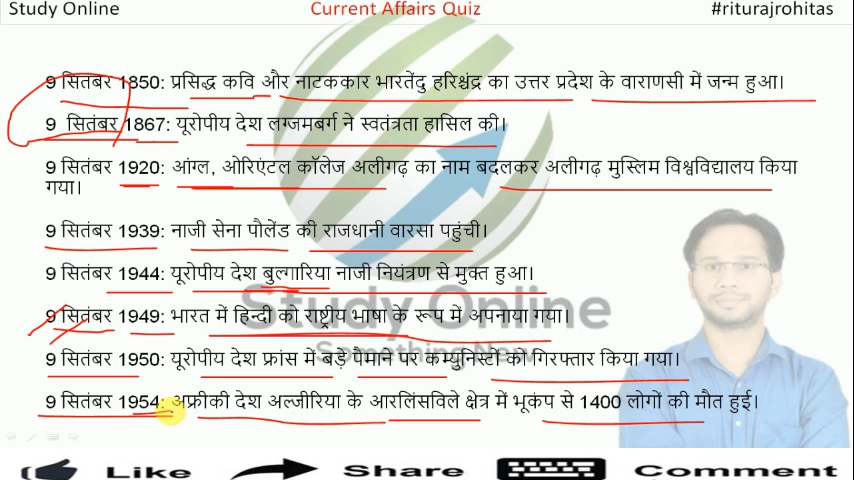 Study Online Current Affairs Quiz #riturajrohitas
9 सितंबर 1850: प्रसिद्ध कवि और नाटककार भारतेंदु हरिश्चंद्र का उत्तर प्रदेश के वाराणसी में जन्म हुआ।
9 सितंबर 1867: यूरोपीय देश लग्जमबर्ग ने स्वतंत्रता हासिल की।
9 सितंबर 1920: आंग्ल, ओरिएंटल कॉलेज अलीगढ़ का नाम बदलकर अलीगढ़ मुस्लिम विश्वविद्यालय किया
गया।
9 सितंबर 1939: नाजी सेना पौलेंड की राजधानी वारसा पहुंची।
9 सितंबर 1944: यूरोपीय देश बुल्गारिया नाजी नियंत्रण से मुक्त हुआ।
9 सितंबर 1949: भारत में हिन्दी को राष्ट्रीय भाषा के रूप में अपनाया गया।
Study Online
9 सितंबर 1950: यूरोपीय देश फ्रांस में बड़े पैमाने पर कम्युनिस्टों को गिरफ्तार किया गया।
Something New
9 सितंबर 1954: अफ्रीकी देश अल्जीरिया के आरलिंसविले क्षेत्र में भूकंप से 1400 लोगों की मौत हुई।
Like Share Comment